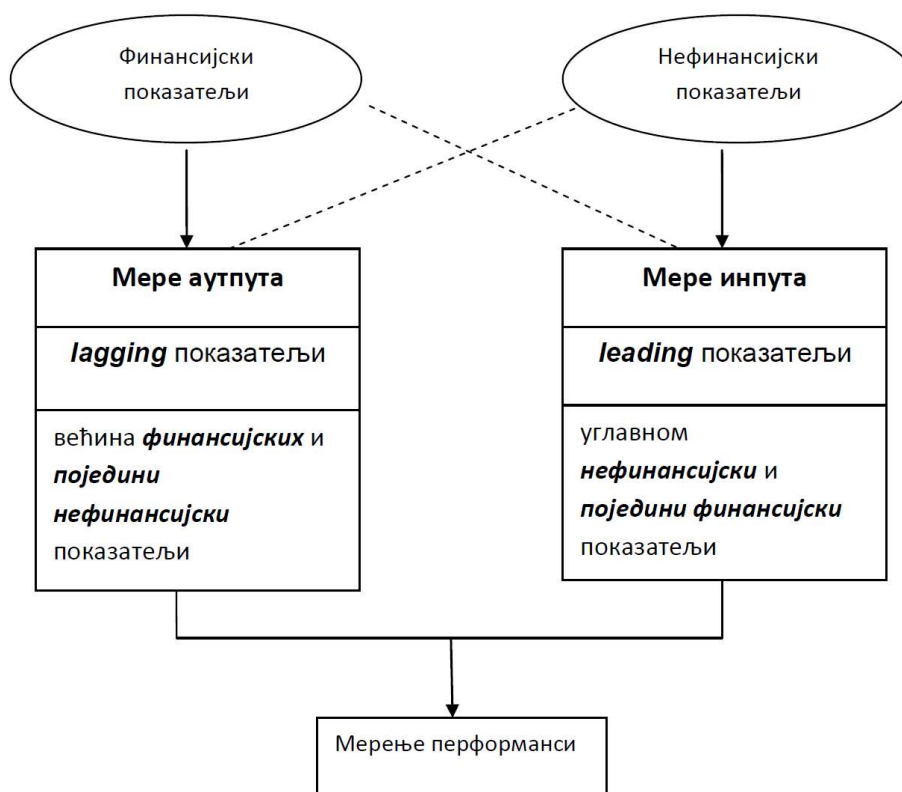 Финансијски
показатељи
Нефинансијски
показатељи
Мере аутпута
lagging показатељи
већина финансијских и
поједини
нефинансијски
показатељи
Мере инпута
leading показатељи
углавном
нефинансијски и
поједини финансијски
показатељи
Мерење перформанси